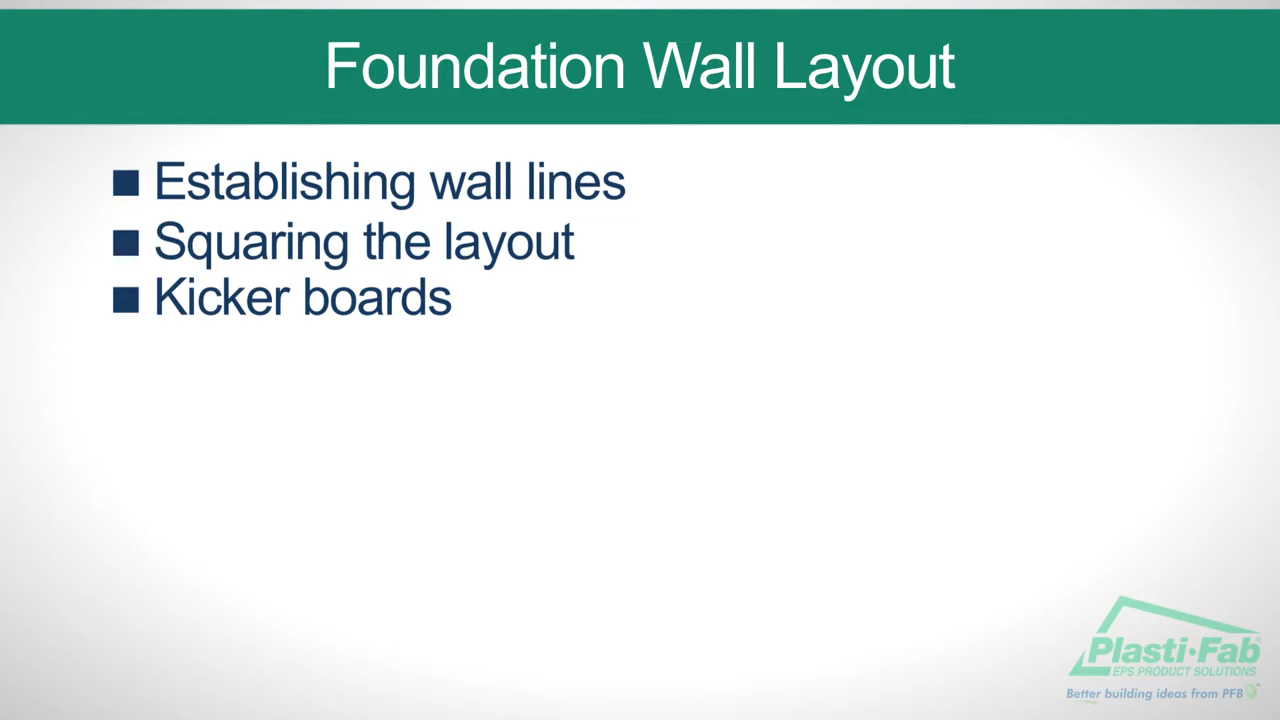 Foundation Wall Layout
Establishing wall lines
Squaring the layout
Kicker boards
Plasti·Fab
EPS PRODUCT SOLUTIONS
Better building ideas from PFB